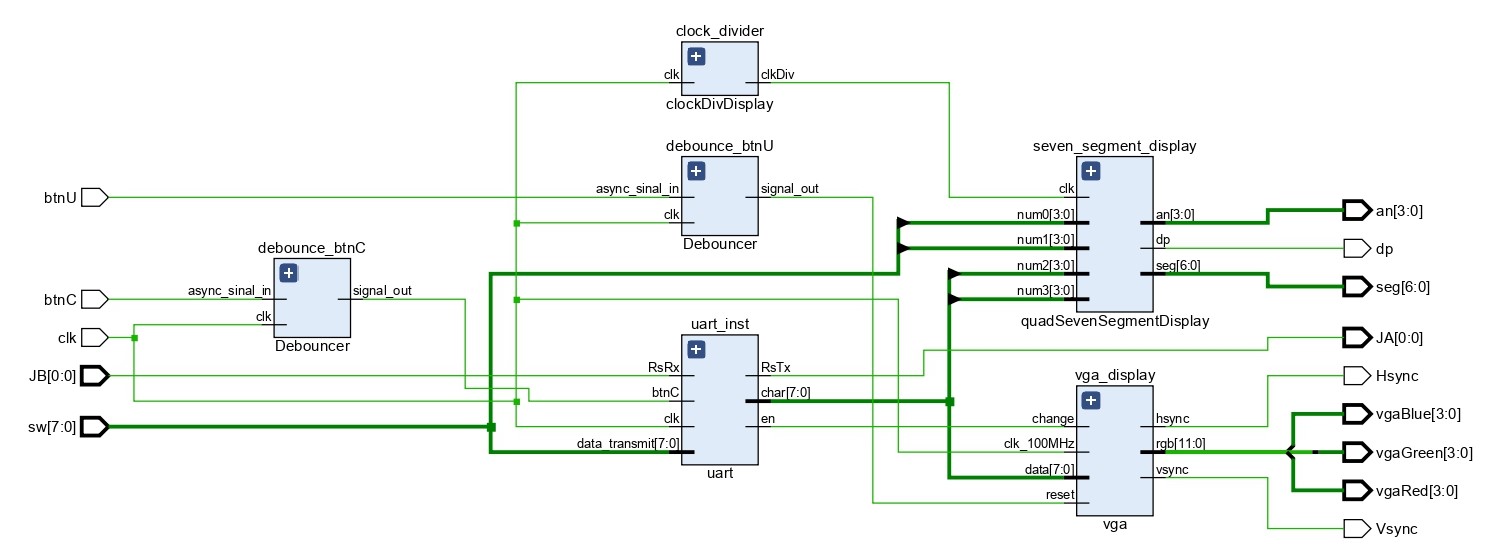 clock_divider
clk
clkDiv
clockDivDisplay
debounce_btnU
btnU
async_sinal_in
signal_out
clk
Debouncer
debounce_btnC
btnC
async_sinal_in
signal_out
clk
clk
Debouncer
JB[0:0]
sw[7:0]
uart_inst
RsRx
RsTx
btnC
char[7:0]
clk
en
data_transmit[7:0]
uart
seven_segment_display
clk
num0[3:0]
an[3:0]
num1[3:0]
dp
num2[3:0]
seg[6:0]
num3[3:0]
quadSevenSegmentDisplay
vga_display
change
hsync
clk_100MHz
rgb[11:0]
data[7:0]
vsync
reset
vga
an[3:0]
dp
seg[6:0]
JA[0:0]
Hsync
vgaBlue[3:0]
vgaGreen[3:0]
vgaRed[3:0]
Vsync